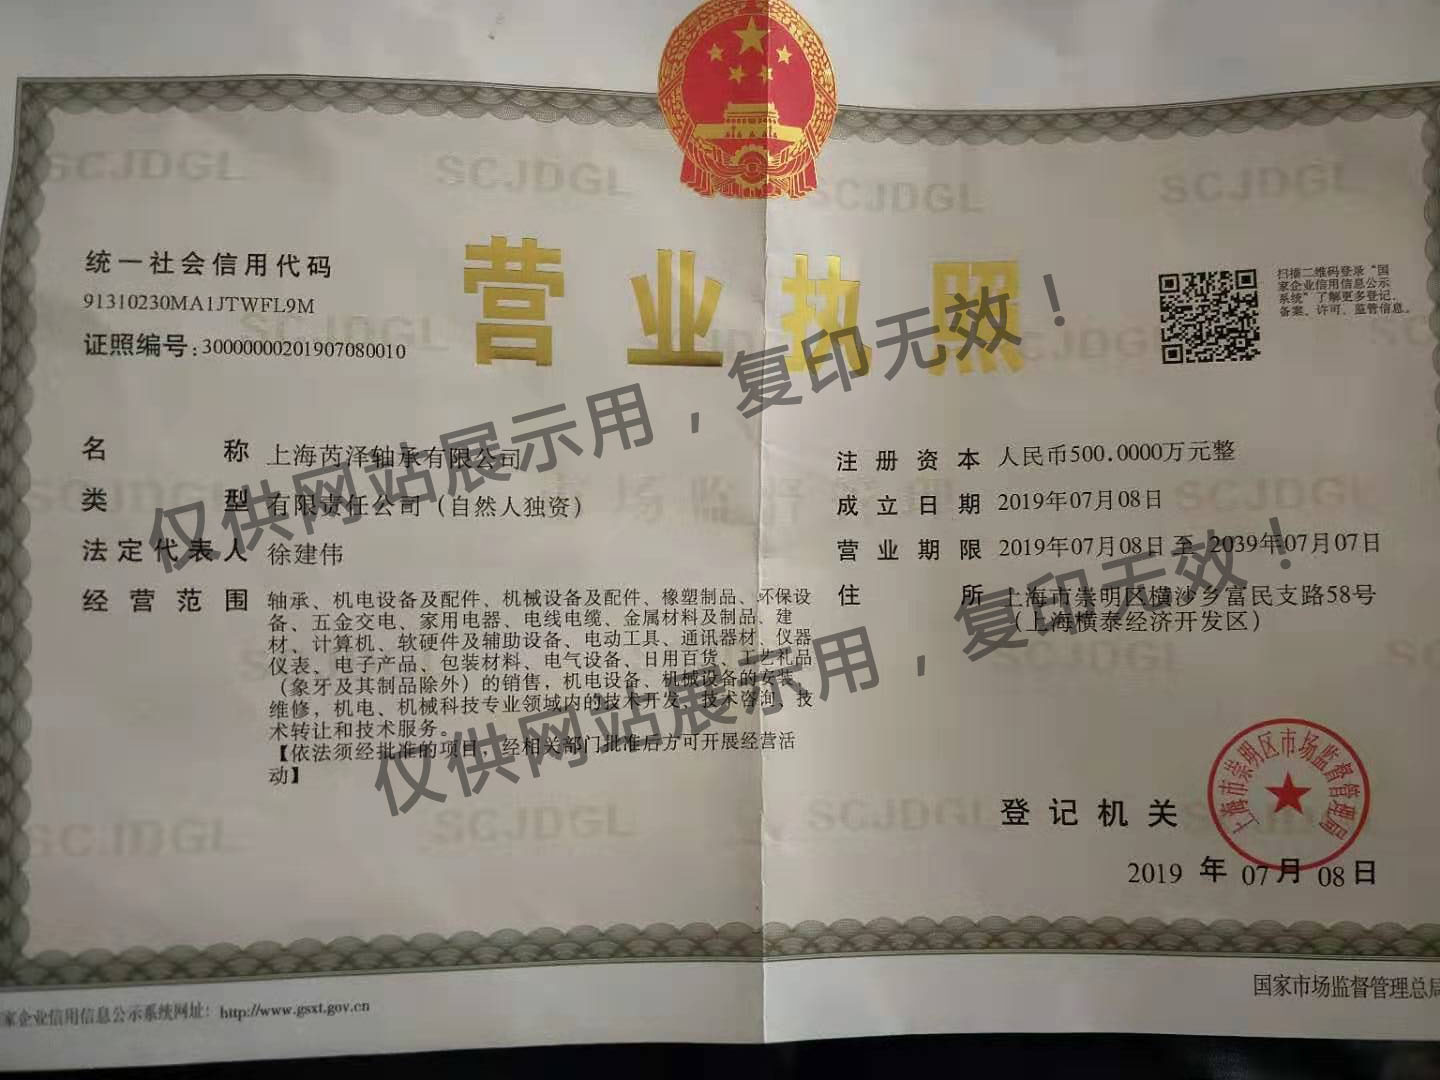 营业执照
统一社会信用代码
91310230MA1JTWFL9M
证照编号:30000000201907080010
扫描二维码登录“国
家企业信用信息公示
系统”了解更多登记、
备案、许可、监管信息。
名称 上海芮泽轴承有限公司
类型 有限责任公司（自然人独资）
法定代表人 徐建伟
经营范围 轴承、机电设备及配件、机械设备及配件、橡塑制品、环保设
备、五金交电、家用电器、电线电缆、金属材料及制品、建
材、计算机、软硬件及辅助设备、电动工具、通讯器材、仪器
仪表、电子产品、包装材料、电气设备、日用百货、工艺礼品
（象牙及其制品除外）的销售，机电设备、机械设备的安装、
维修，机电、机械科技专业领域内的技术开发、技术咨询、技
术转让和技术服务。
【依法须经批准的项目，经相关部门批准后方可开展经营活
动】
注册资本 人民币500.0000万元整
成立日期 2019年07月08日
营业期限 2019年07月08日 至 2039年07月07日
住所 上海市崇明区横沙乡富民支路58号
（上海横泰经济开发区）
登记机关
上海市崇明区市场监督管理局
2019 年 07月 08日
家企业信用信息公示系统网址: http://www.gsxt.gov.cn
国家市场监督管理总局
仅供网站展示用，复印无效！
仅供网站展示用，复印无效！
SCJDGL
SCJDGL
SCJDGL
SCJDGL